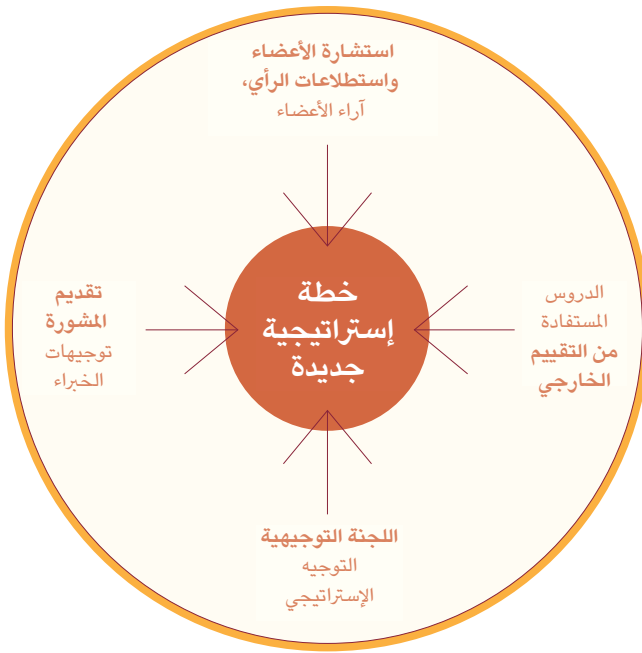 استشارة الأعضاء
واستطلاعات الرأي،
آراء الأعضاء
الدروس
المستفادة
من التقييم
الخارجي
خطة
إستراتيجية
جديدة
تقديم
المشورة
توجيهات
الخبراء
اللجنة التوجيهية
التوجيه
الإستراتيجي